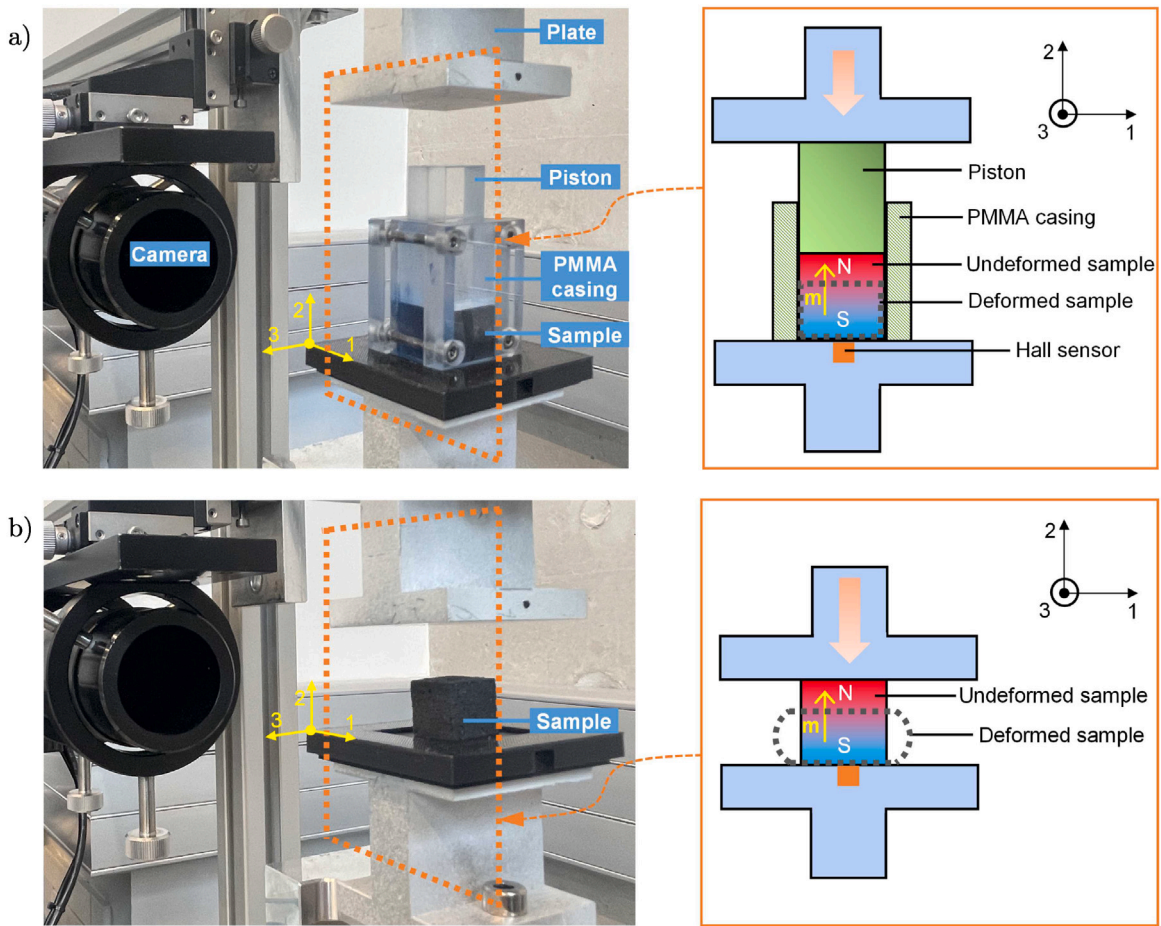 a)
Plate
Piston
Camera
PMMA
casing
Sample
2
3
1
2
3
1
Piston
PMMA casing
N
Undeformed sample
m
Deformed sample
S
Hall sensor
b)
2
3
1
Sample
2
3
1
N
Undeformed sample
m
S
Deformed sample